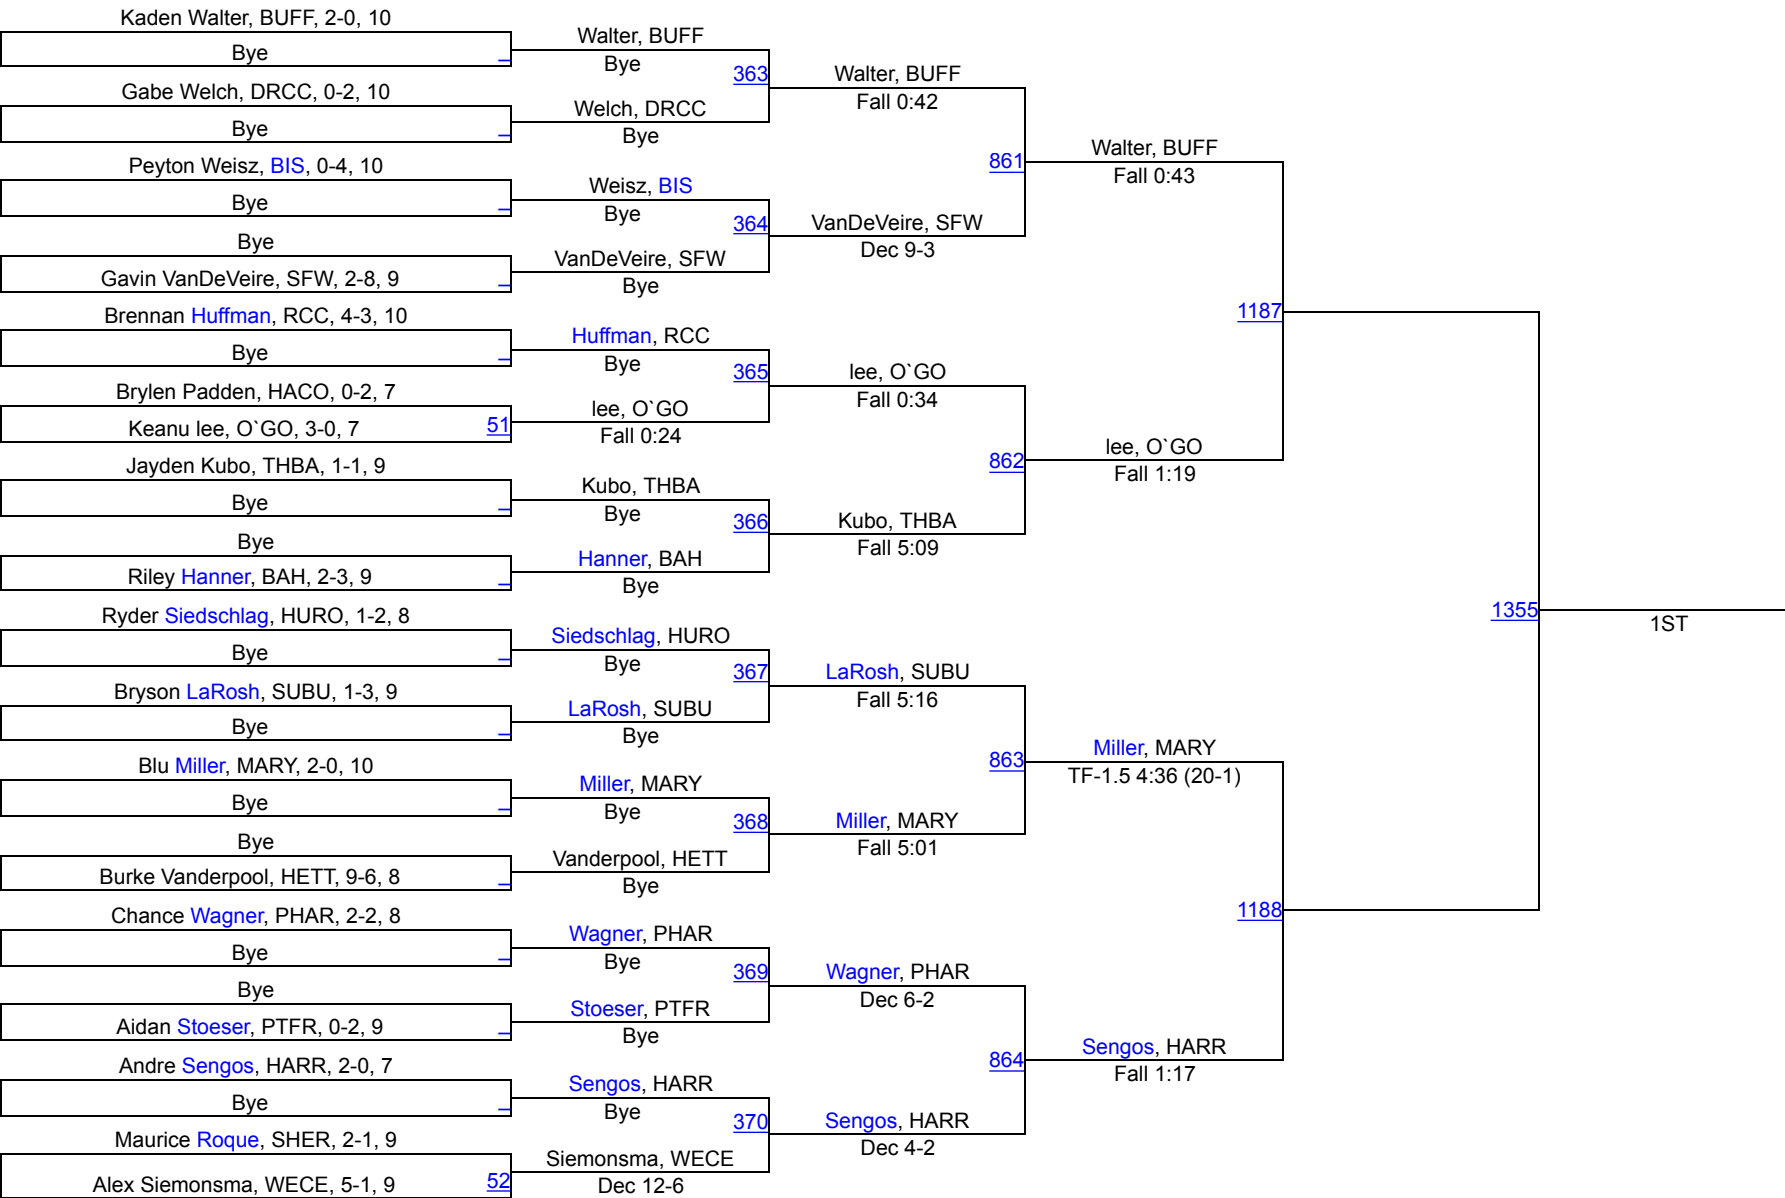 Kaden Walter, BUFF, 2-0, 10
Bye
Gabe Welch, DRCC, 0-2, 10
Bye
Peyton Weisz, BIS, 0-4, 10
Bye
Bye
Gavin VanDeVeire, SFW, 2-8, 9
Brennan Huffman, RCC, 4-3, 10
Bye
Brylen Padden, HACO, 0-2, 7
Keanu lee, O`GO, 3-0, 7
51
Jayden Kubo, THBA, 1-1, 9
Bye
Bye
Riley Hanner, BAH, 2-3, 9
Ryder Siedschlag, HURO, 1-2, 8
Bye
Bryson LaRosh, SUBU, 1-3, 9
Bye
Blu Miller, MARY, 2-0, 10
Bye
Bye
Burke Vanderpool, HETT, 9-6, 8
Chance Wagner, PHAR, 2-2, 8
Bye
Bye
Aidan Stoeser, PTFR, 0-2, 9
Andre Sengos, HARR, 2-0, 7
Bye
Maurice Roque, SHER, 2-1, 9
Alex Siemonsma, WECE, 5-1, 9
52
Walter, BUFF
Bye
363
Welch, DRCC
Bye
Weisz, BIS
Bye
364
VanDeVeire, SFW
Bye
Huffman, RCC
Bye
365
lee, O`GO
Fall 0:24
Kubo, THBA
Bye
366
Hanner, BAH
Bye
Siedschlag, HURO
Bye
367
LaRosh, SUBU
Bye
Miller, MARY
Bye
368
Vanderpool, HETT
Bye
Wagner, PHAR
Bye
369
Stoeser, PTFR
Bye
Sengos, HARR
Bye
370
Siemonsma, WECE
Dec 12-6
Walter, BUFF
Fall 0:42
861
VanDeVeire, SFW
Dec 9-3
lee, O`GO
Fall 0:34
862
Kubo, THBA
Fall 5:09
LaRosh, SUBU
Fall 5:16
863
Miller, MARY
Fall 5:01
Wagner, PHAR
Dec 6-2
864
Sengos, HARR
Dec 4-2
Walter, BUFF
Fall 0:43
1187
lee, O`GO
Fall 1:19
Miller, MARY
TF-1.5 4:36 (20-1)
1188
Sengos, HARR
Fall 1:17
1355
1ST